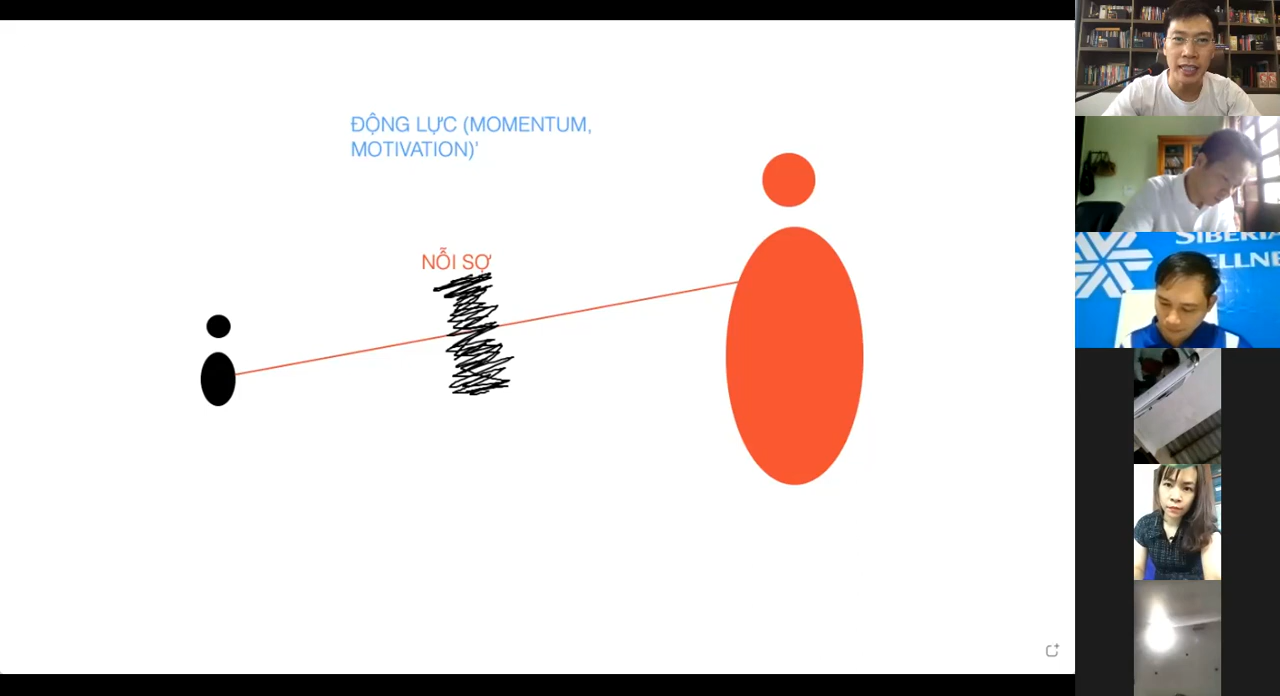 ĐỘNG LỰC (MOMENTUM,
MOTIVATION)'
NỖI SỢ